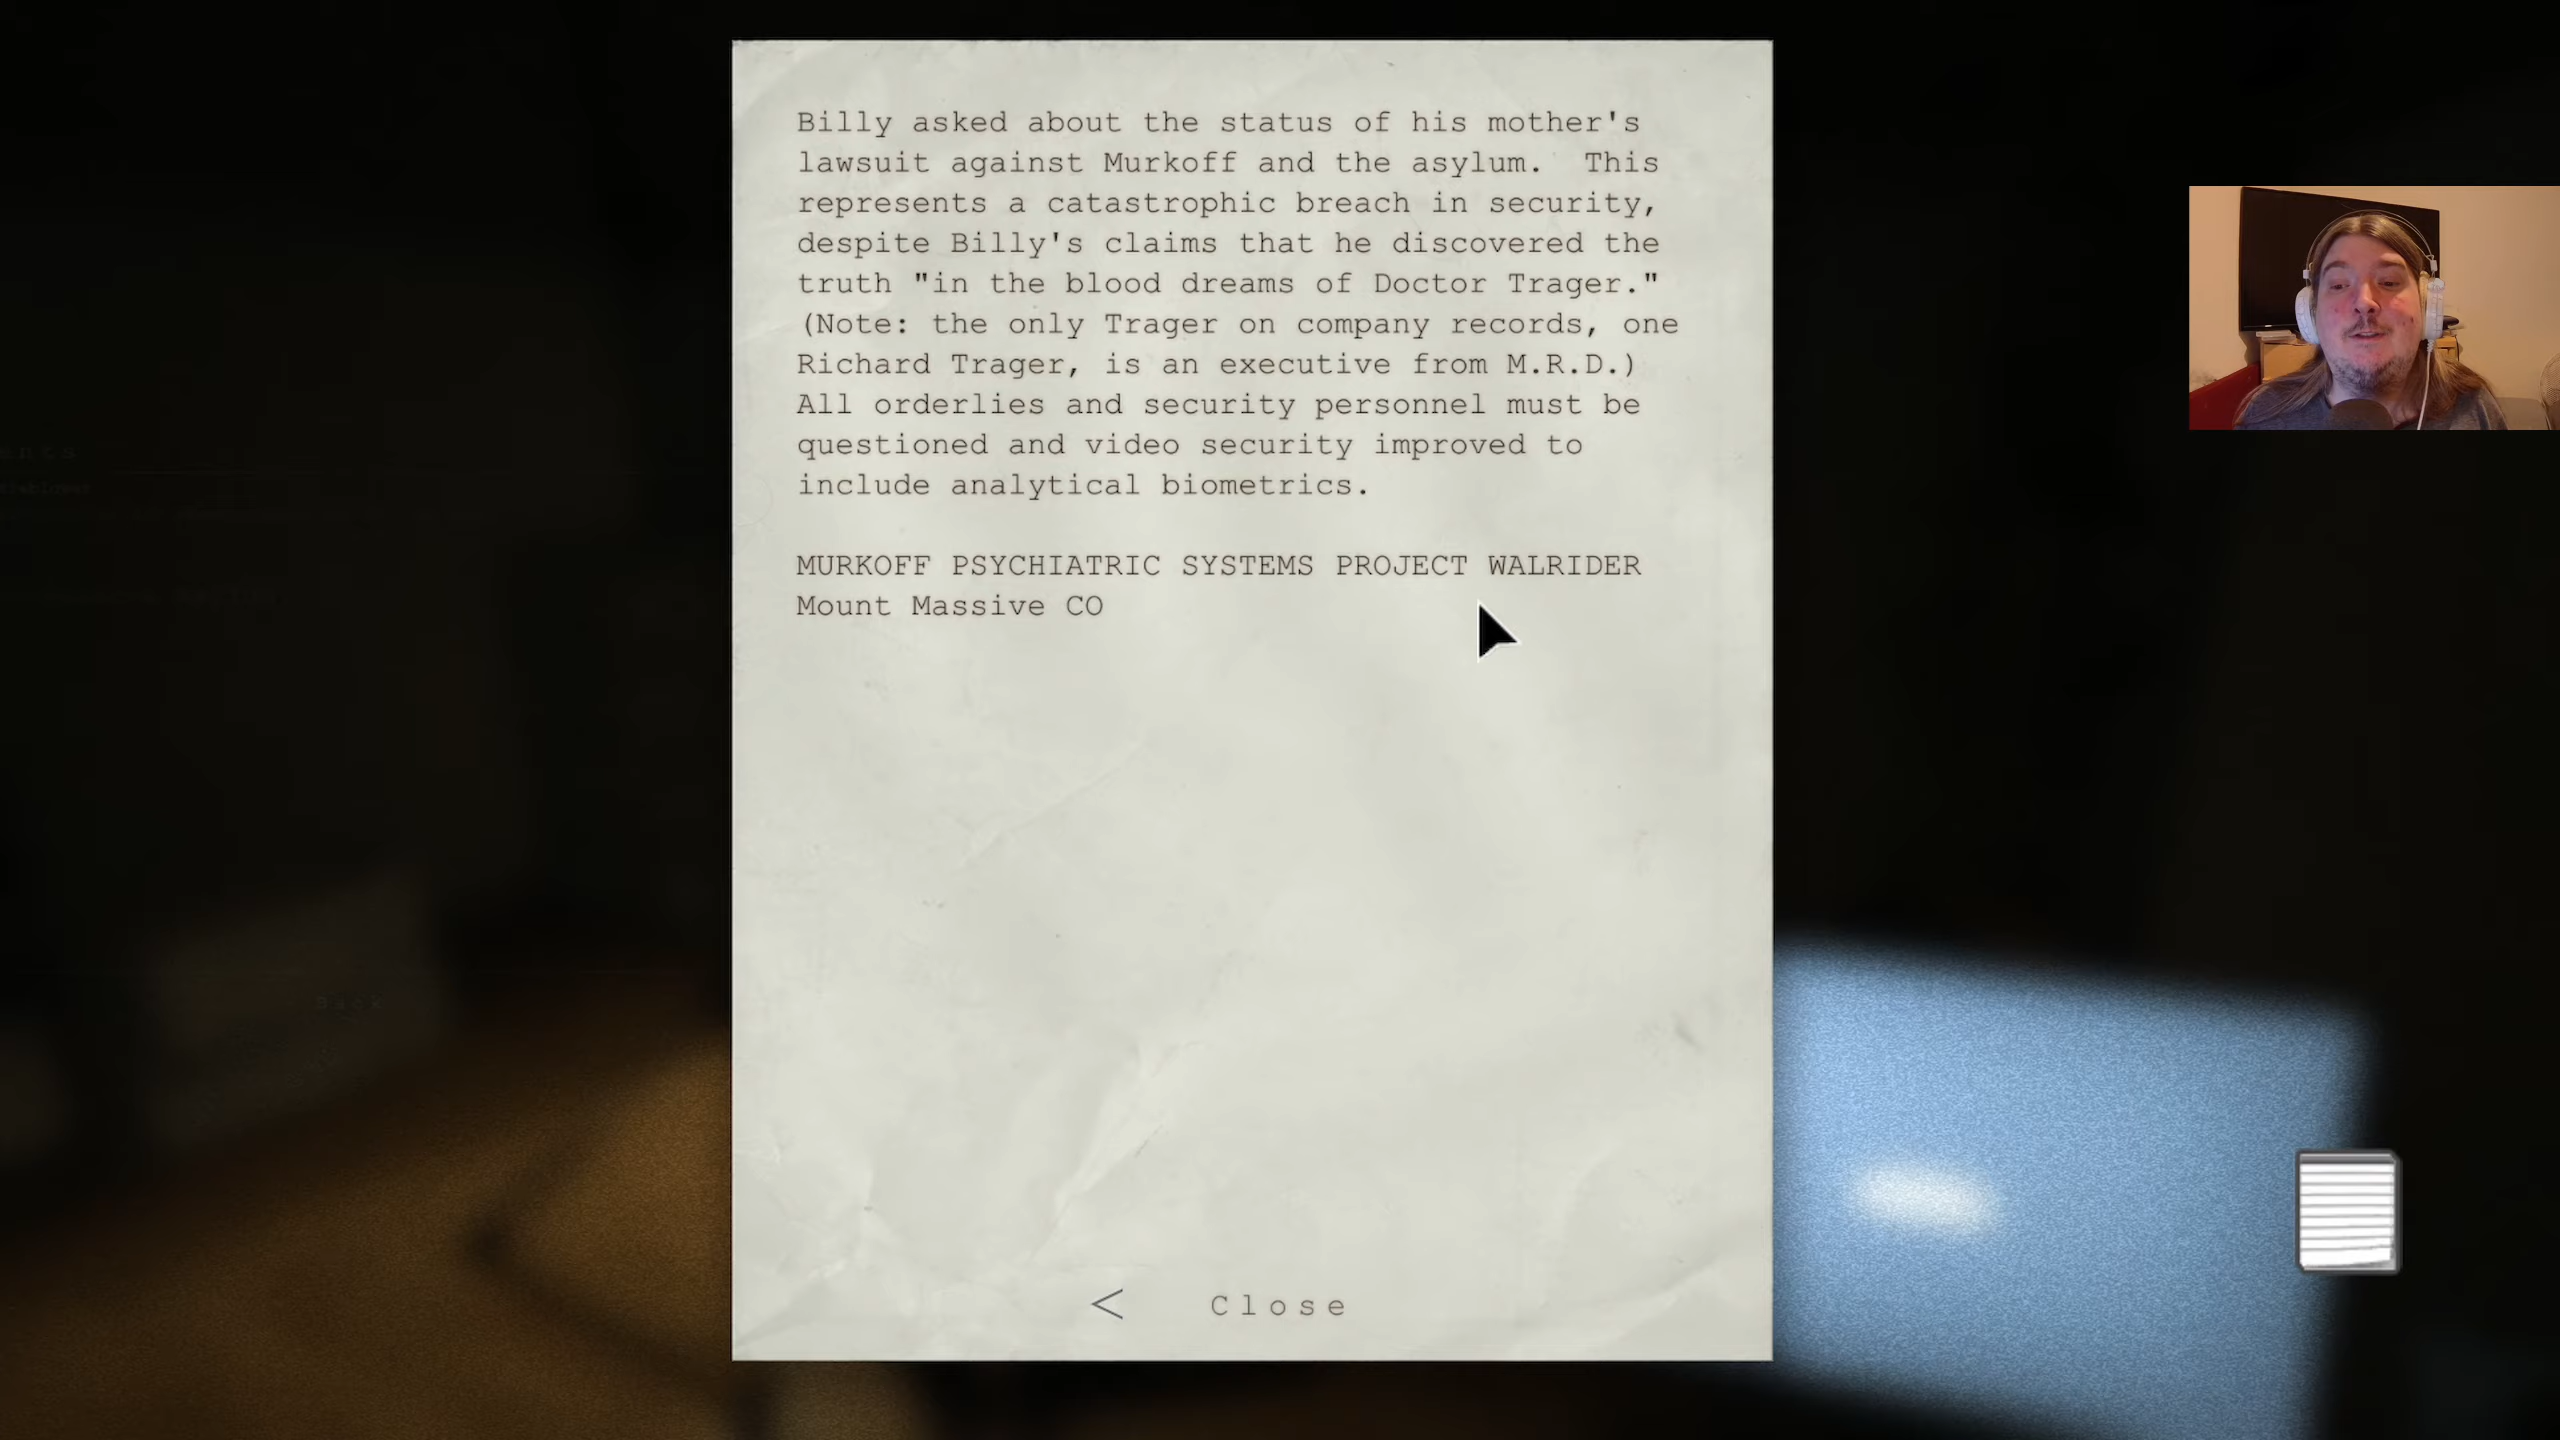 Billy asked about the status of his mother's
lawsuit against Murkoff and the asylum.  This
represents a catastrophic breach in security,
despite Billy's claims that he discovered the
truth "in the blood dreams of Doctor Trager."
(Note: the only Trager on company records, one
Richard Trager, is an executive from M.R.D.)
All orderlies and security personnel must be
questioned and video security improved to
include analytical biometrics.
MURKOFF PSYCHIATRIC SYSTEMS PROJECT WALRIDER
Mount Massive CO
< Close
Back